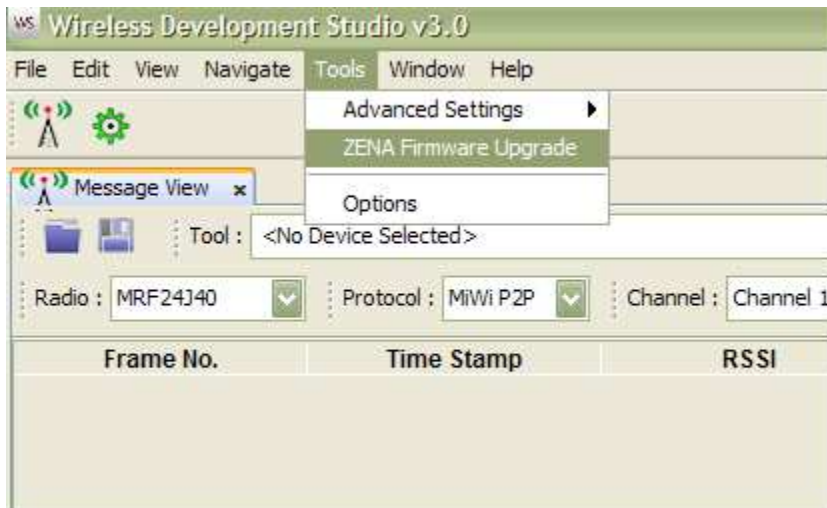 WS Wireless Development Studio v3.0
File Edit View Navigate Tools Window Help
Advanced Settings
ZENA Firmware Upgrade
Options
Message View x
Tool : <No Device Selected>
Radio : MRF24J40 Protocol : MiWi P2P Channel : Channel 1
Frame No. Time Stamp RSSI